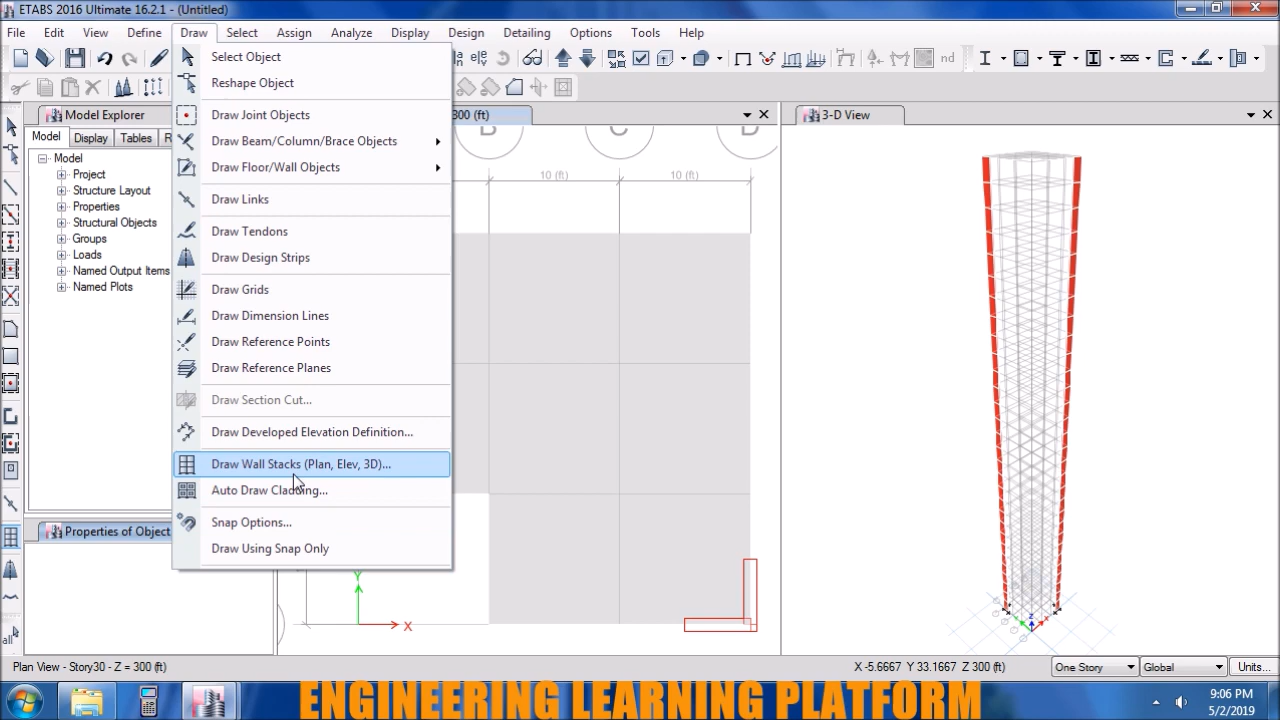 ETABS 2016 Ultimate 16.2.1 - (Untitled)
File Edit View Define Draw Select Assign Analyze Display Design Detailing Options Tools Help
nd
Model Explorer
300 (ft)
3-D View
Model Display Tables R
Model
Project
Structure Layout
Properties
Structural Objects
Groups
Loads
Named Output Items
Named Plots
Select Object
Reshape Object
Draw Joint Objects
Draw Beam/Column/Brace Objects
Draw Floor/Wall Objects
Draw Links
Draw Tendons
Draw Design Strips
Draw Grids
Draw Dimension Lines
Draw Reference Points
Draw Reference Planes
Draw Section Cut...
Draw Developed Elevation Definition...
Draw Wall Stacks (Plan, Elev, 3D)...
Auto Draw Cladding...
Snap Options...
Draw Using Snap Only
B C D
10 (ft) 10 (ft)
Properties of Object
Y
X
Z
X
all
Plan View - Story30 - Z = 300 (ft)
X -5.6667 Y 33.1667 Z 300 (ft)
One Story
Global
Units...
ENGINEERING LEARNING PLATFORM
9:06 PM
5/2/2019